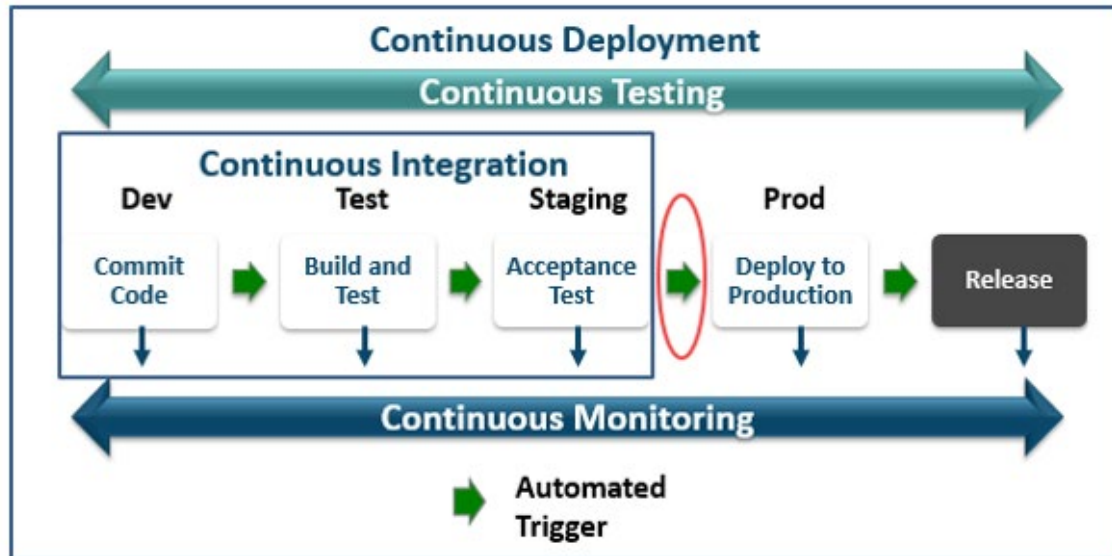 Continuous Deployment
Continuous Testing
Continuous Integration
Dev
Test
Staging
Prod
Commit
Code
Build and
Test
Acceptance
Test
Deploy to
Production
Release
Continuous Monitoring
Automated
Trigger